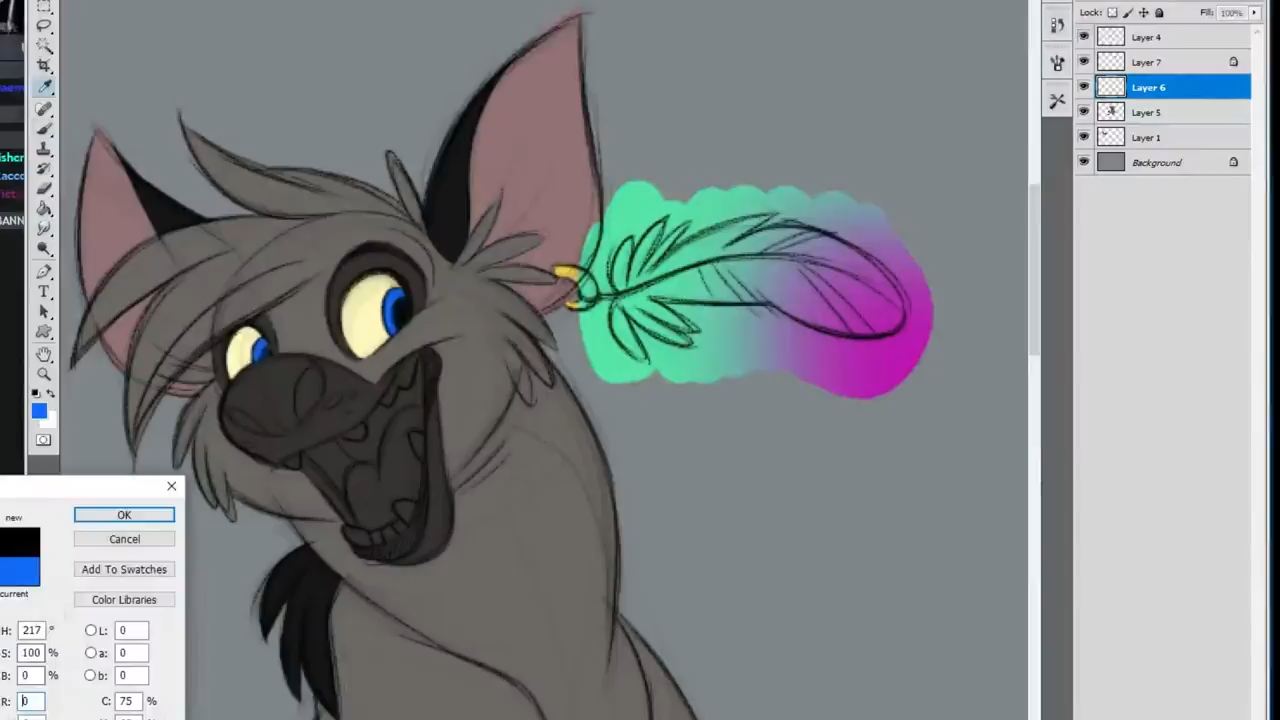 Lock:
Fill: 100%
Layer 4
Layer 7
Layer 6
Layer 5
Layer 1
Background
T
new
current
OK
Cancel
Add To Swatches
Color Libraries
H: 217 °
S: 100 %
B: 0 %
R: 0
L: 0
a: 0
b: 0
C: 75 %